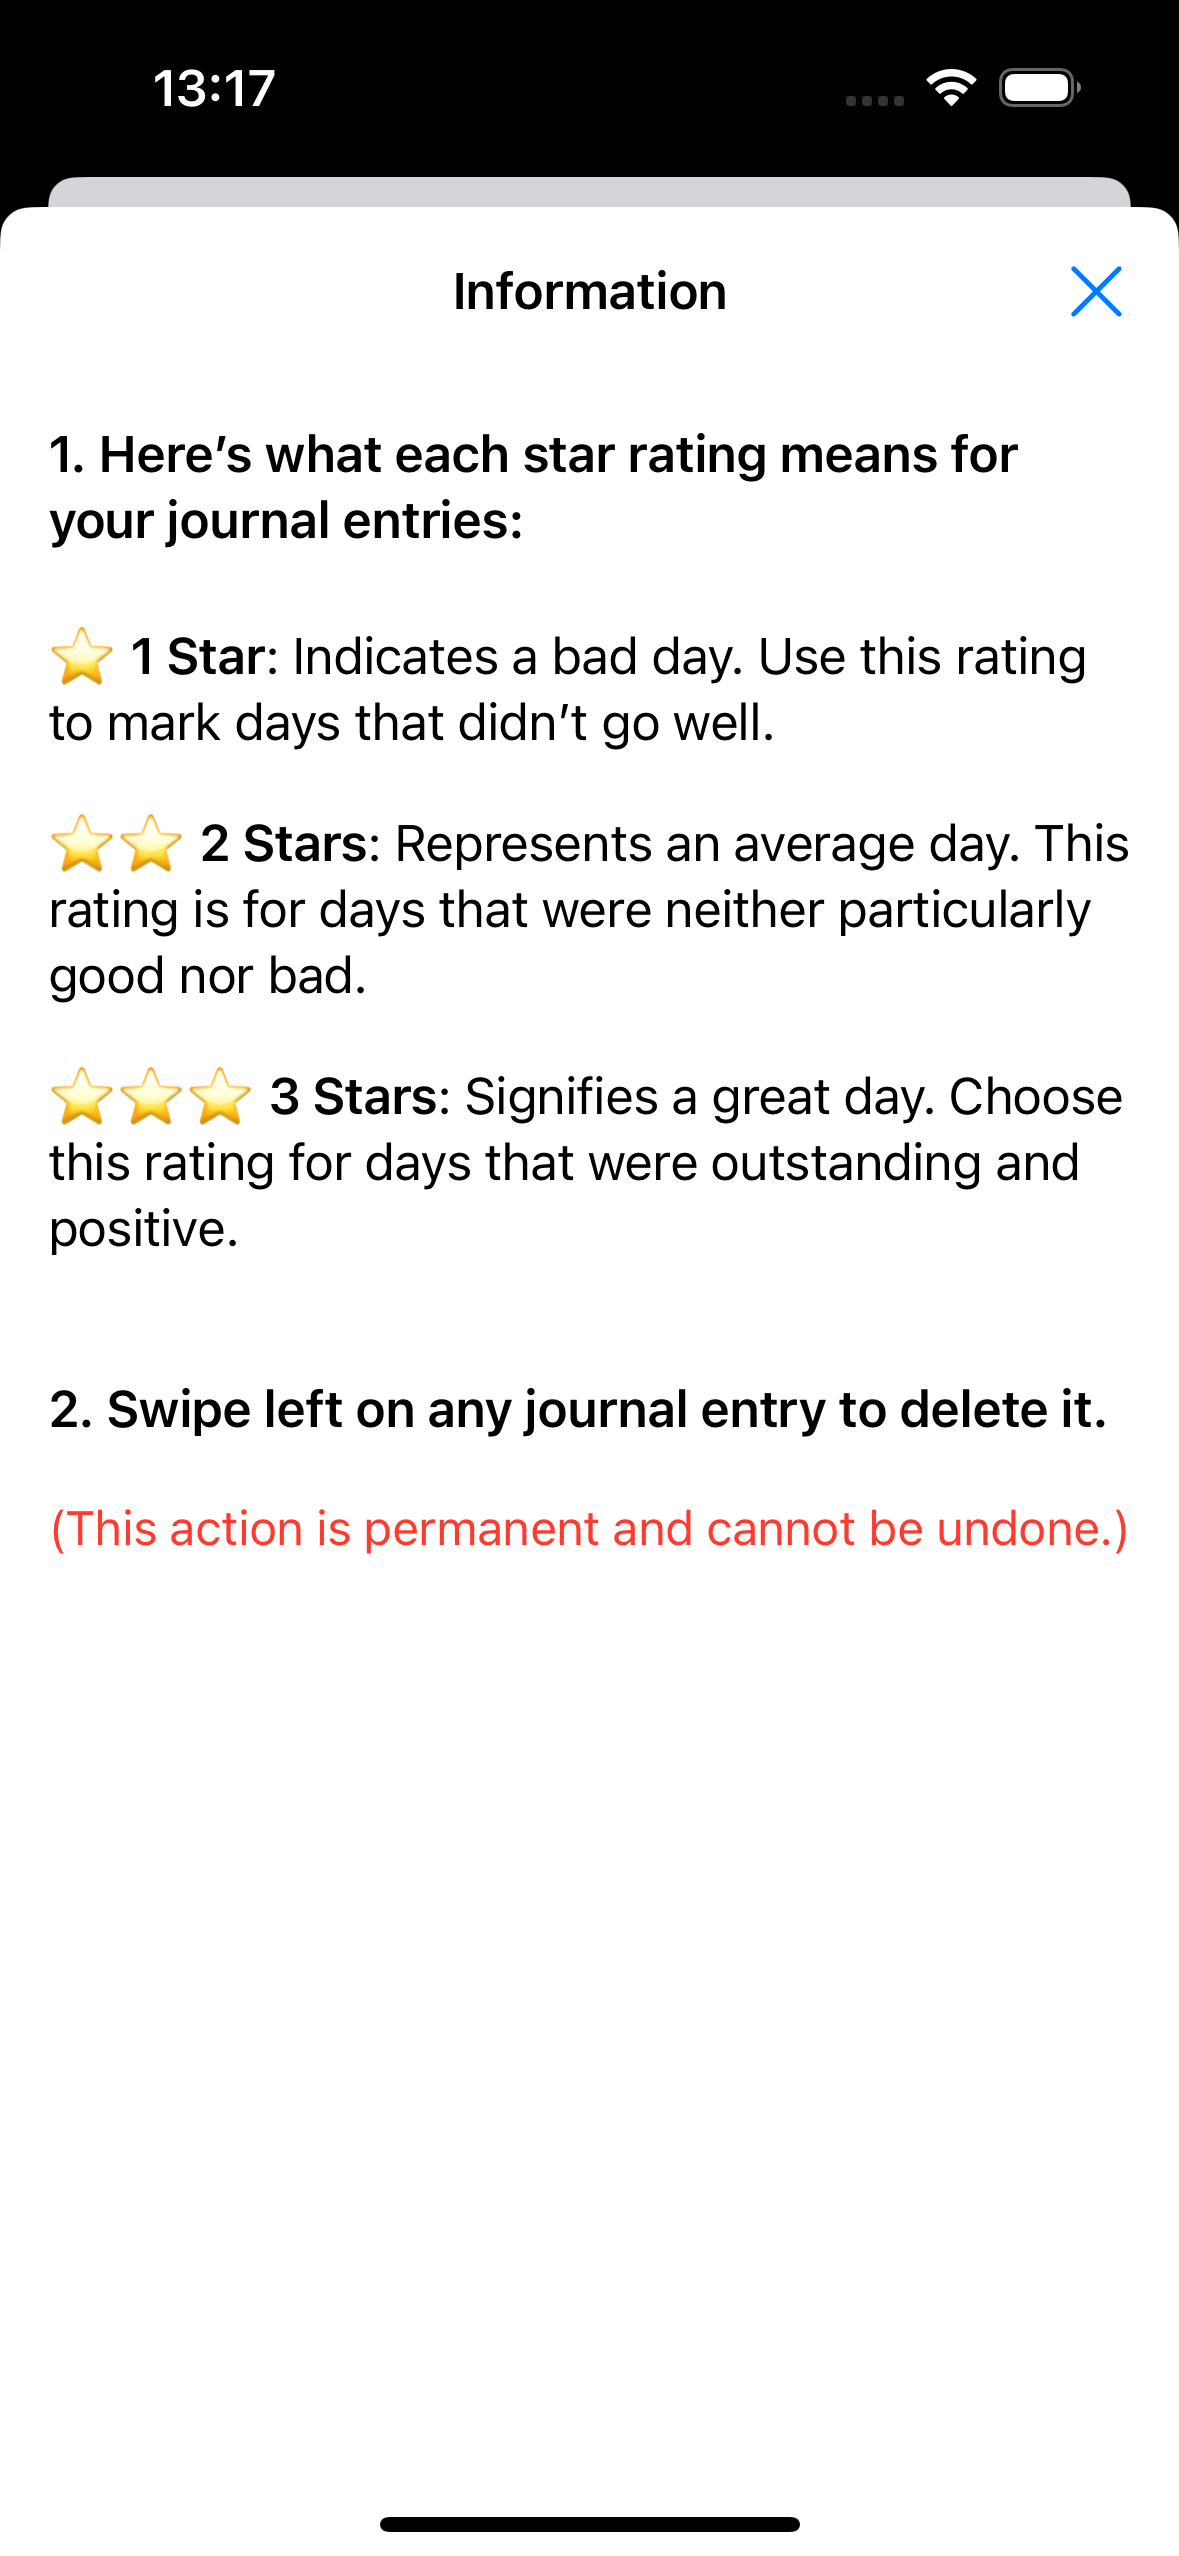 13:17
Information
1. Here’s what each star rating means for
your journal entries:
⭐ 1 Star: Indicates a bad day. Use this rating
to mark days that didn’t go well.
⭐⭐ 2 Stars: Represents an average day. This
rating is for days that were neither particularly
good nor bad.
⭐⭐⭐ 3 Stars: Signifies a great day. Choose
this rating for days that were outstanding and
positive.
2. Swipe left on any journal entry to delete it.
(This action is permanent and cannot be undone.)